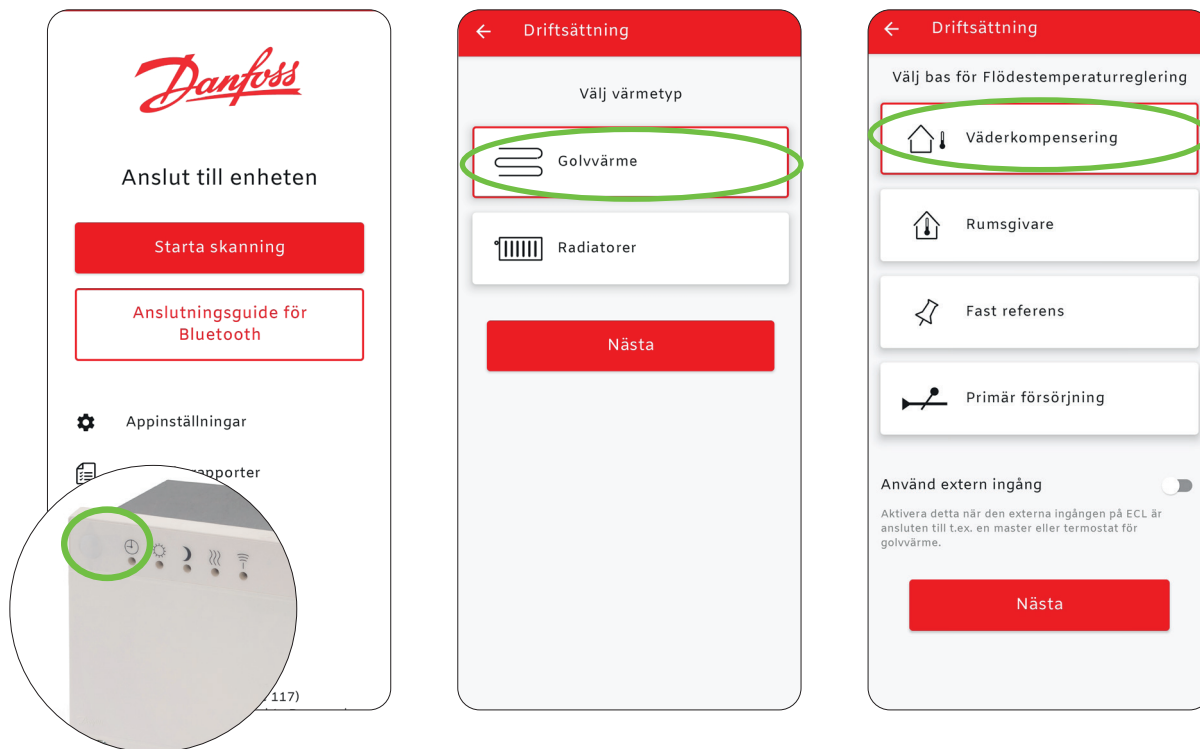 Danfoss
Anslut till enheten
Starta skanning
Anslutningsguide för
Bluetooth
Appinställningar
117)
Driftsättning
Välj värmetyp
Golvvärme
Radiatorer
Nästa
Driftsättning
Välj bas för Flödestemperaturreglering
Väderkompensering
Rumsgivare
Fast referens
Primär försörjning
Använd extern ingång
Aktivera detta när den externa ingången på ECL är
ansluten till t.ex. en master eller termostat för
golvvärme.
Nästa